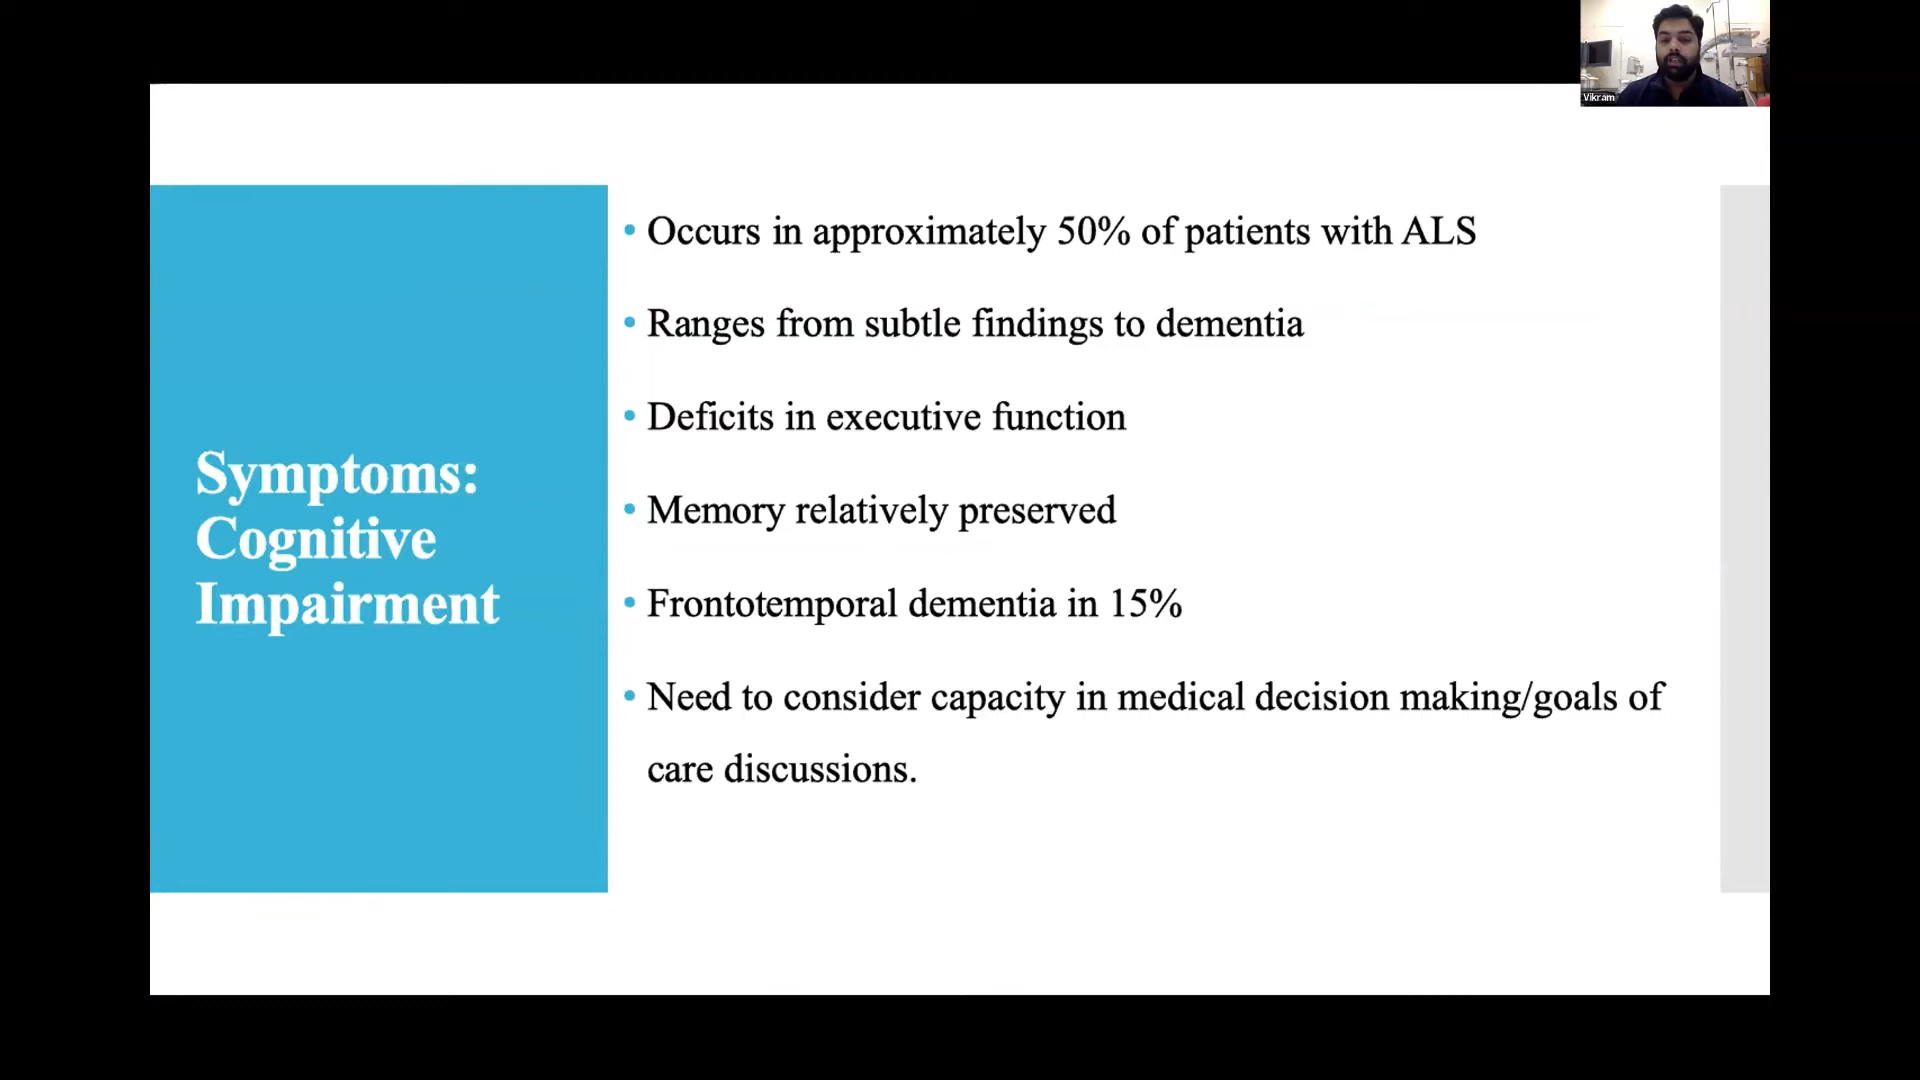 Vikram
Symptoms:
Cognitive
Impairment
• Occurs in approximately 50% of patients with ALS
• Ranges from subtle findings to dementia
• Deficits in executive function
• Memory relatively preserved
• Frontotemporal dementia in 15%
• Need to consider capacity in medical decision making/goals of
care discussions.